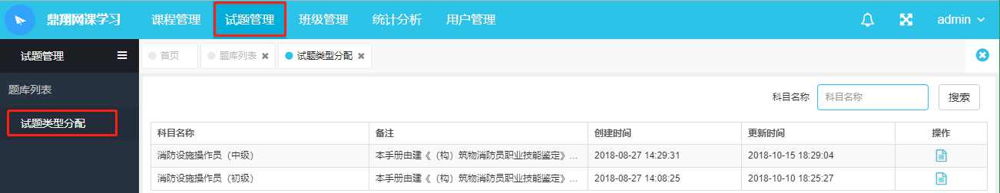 鼎翔网课学习 课程管理 试题管理 班级管理 统计分析 用户管理 admin
试题管理 首页 题库列表 试题类型分配
题库列表
试题类型分配
科目名称 科目名称 搜索
科目名称 备注 创建时间 更新时间 操作
消防设施操作员（中级） 本手册由建《（构）筑物消防员职业技能鉴定》... 2018-08-27 14:29:31 2018-10-15 18:29:04
消防设施操作员（初级） 本手册由建《（构）筑物消防员职业技能鉴定》... 2018-08-27 14:08:25 2018-10-10 18:25:27